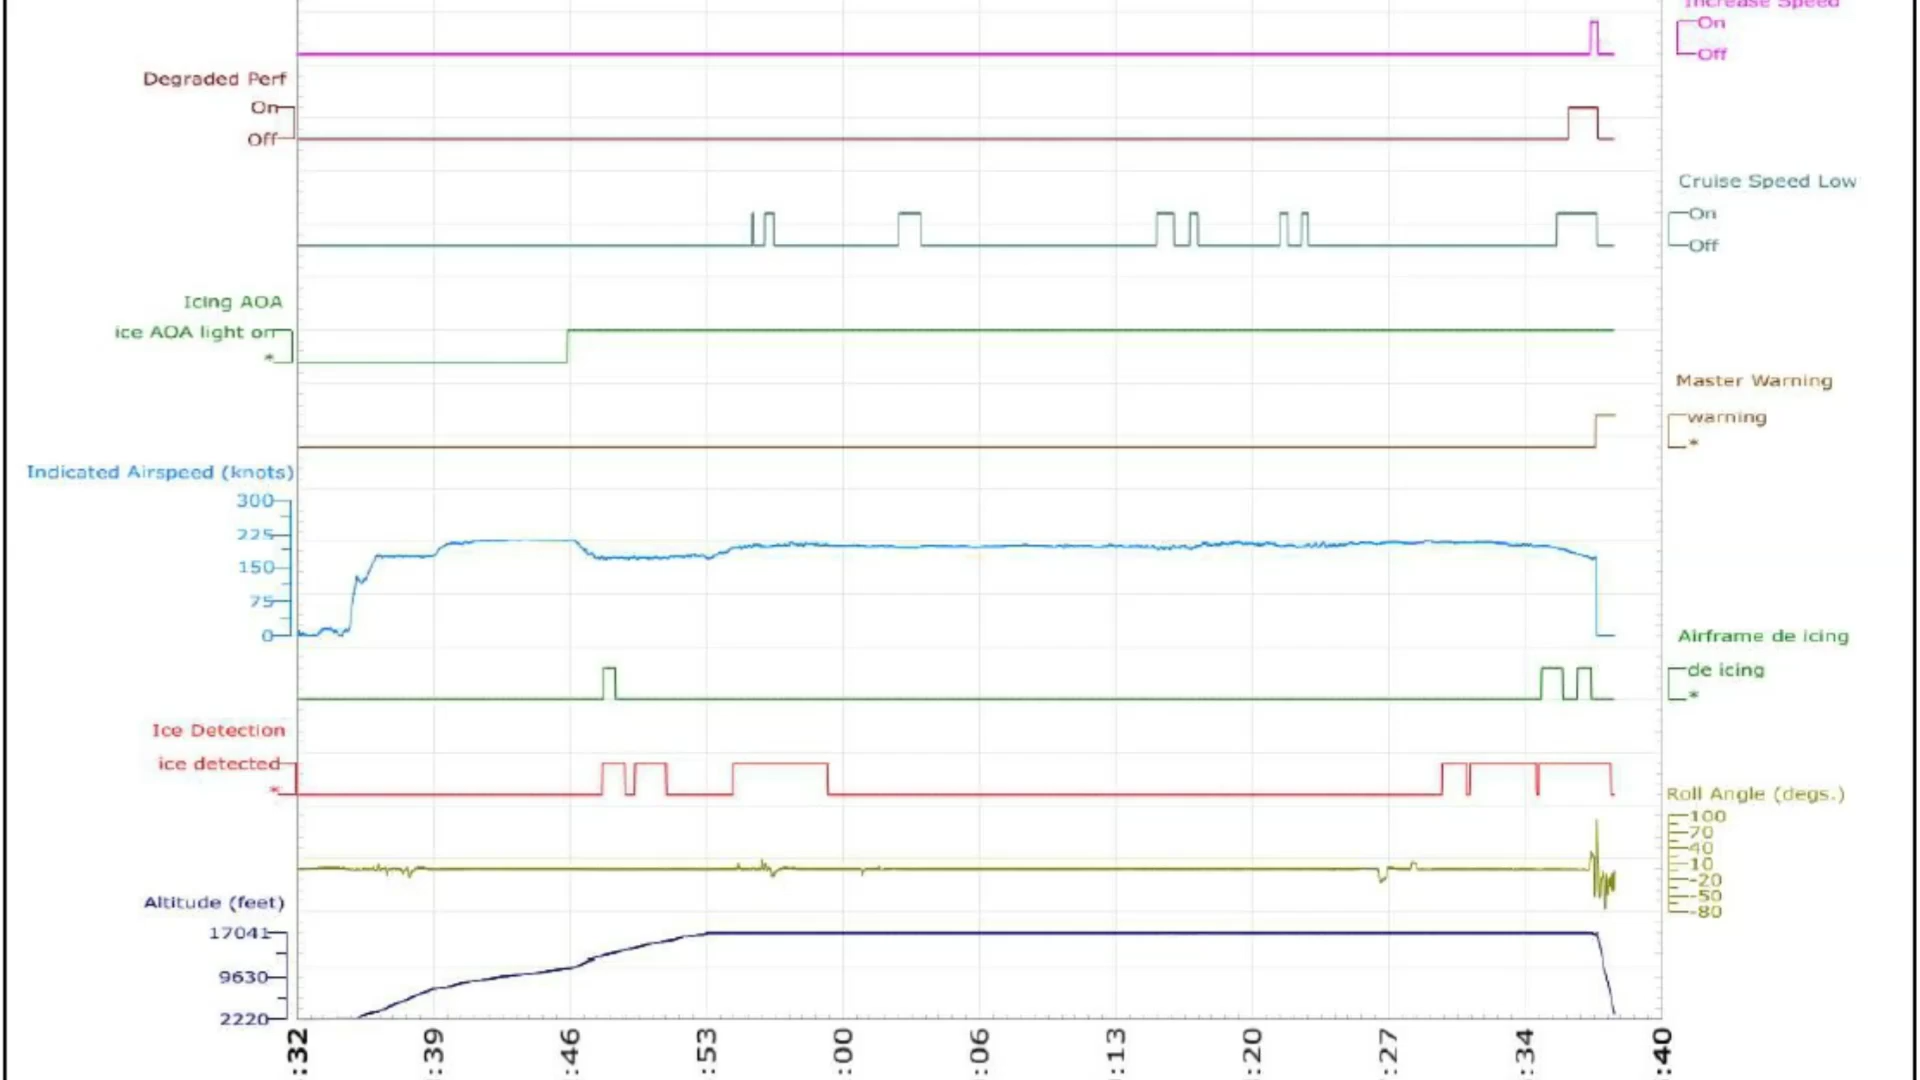 Increase Speed
On
Off
Degraded Perf
On
Off
Cruise Speed Low
On
Off
Icing AOA
ice AOA light on
*
Master Warning
warning
*
Indicated Airspeed (knots)
300
225
150
75
0
Airframe de icing
de icing
*
Ice Detection
ice detected
*
Roll Angle (degs.)
100
70
40
10
-20
-50
-80
Altitude (feet)
17041
9630
2220
:32
:39
:46
:53
:00
:06
:13
:20
:27
:34
:40